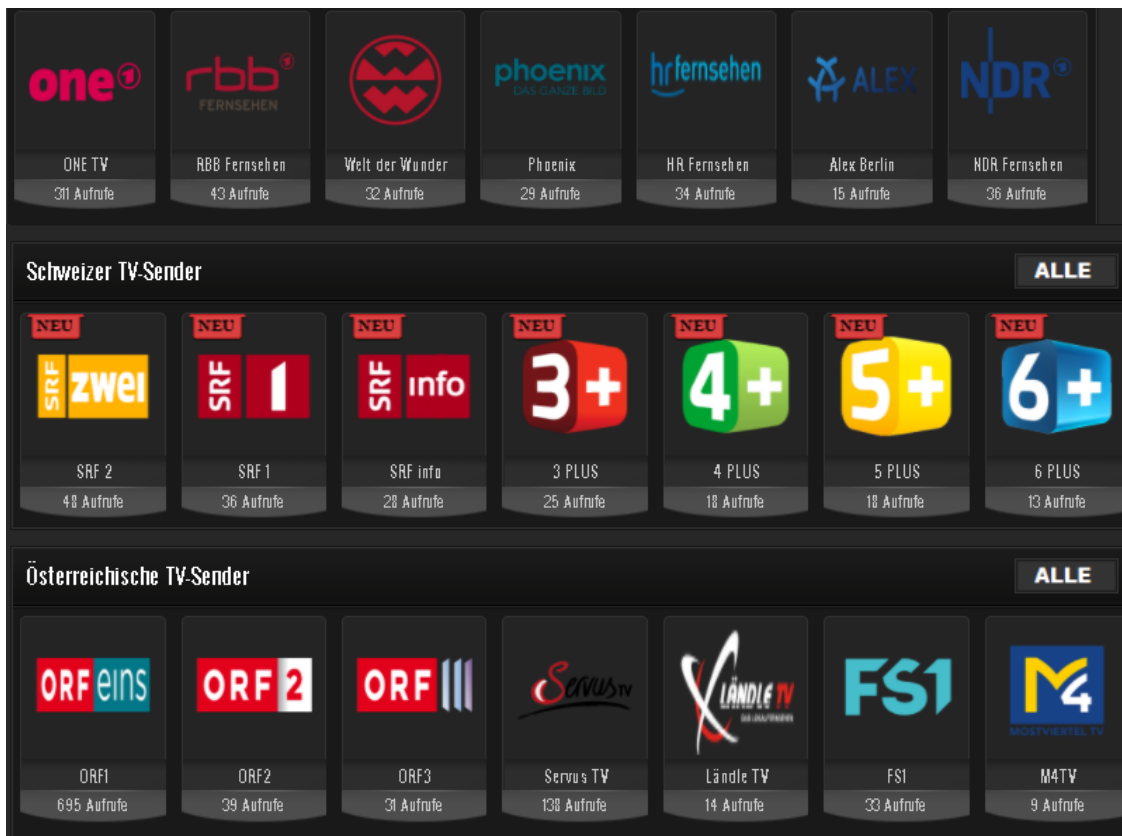 one
rbb
FERNSEHEN
phoenix
DAS GANZE BILD
hr fernsehen
ALEX
NDR
ONE TV
RBB Fernsehen
Welt der Wunder
Phoenix
HR Fernsehen
Alex Berlin
NDR Fernsehen
311 Aufrufe
43 Aufrufe
32 Aufrufe
29 Aufrufe
34 Aufrufe
15 Aufrufe
36 Aufrufe
Schweizer TV-Sender
ALLE
NEU
NEU
NEU
NEU
NEU
NEU
NEU
SRF zwei
SRF 1
SRF info
3+
4+
5+
6+
SRF 2
SRF 1
SRF info
3 PLUS
4 PLUS
5 PLUS
6 PLUS
48 Aufrufe
36 Aufrufe
28 Aufrufe
25 Aufrufe
18 Aufrufe
18 Aufrufe
13 Aufrufe
Österreichische TV-Sender
ALLE
ORF eins
ORF 2
ORF III
Servus TV
LÄNDLE TV
DAS LOKALFERNSEHEN
FS1
M4
MOSTVIERTEL TV
ORF1
ORF2
ORF3
Servus TV
Ländle TV
FS1
M4TV
695 Aufrufe
39 Aufrufe
31 Aufrufe
138 Aufrufe
14 Aufrufe
33 Aufrufe
9 Aufrufe